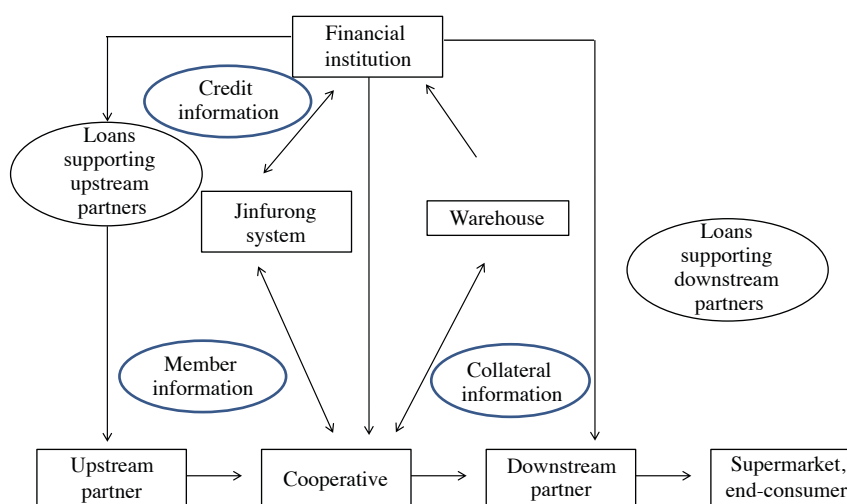 Financial
institution
Credit
information
Loans
supporting
upstream
partners
Jinfurong
system
Warehouse
Loans
supporting
downstream
partners
Member
information
Collateral
information
Upstream
partner
Cooperative
Downstream
partner
Supermarket,
end-consumer